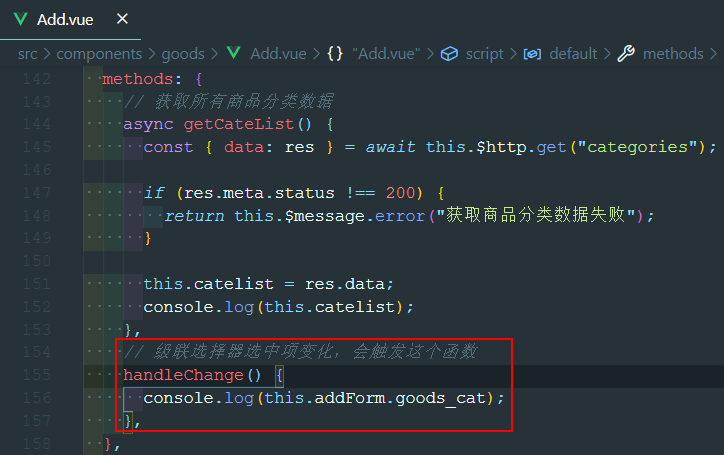 Add.vue ×
src > components > goods > Add.vue > {} "Add.vue" > script > default > methods >
142 methods: {
143 // 获取所有商品分类数据
144 async getCateList() {
145 const { data: res } = await this.$http.get("categories");
146
147 if (res.meta.status !== 200) {
148 return this.$message.error("获取商品分类数据失败");
149 }
150
151 this.catelist = res.data;
152 console.log(this.catelist);
153 },
154 // 级联选择器选中项变化，会触发这个函数
155 handleChange() {
156 console.log(this.addForm.goods_cat);
157 },
158 },